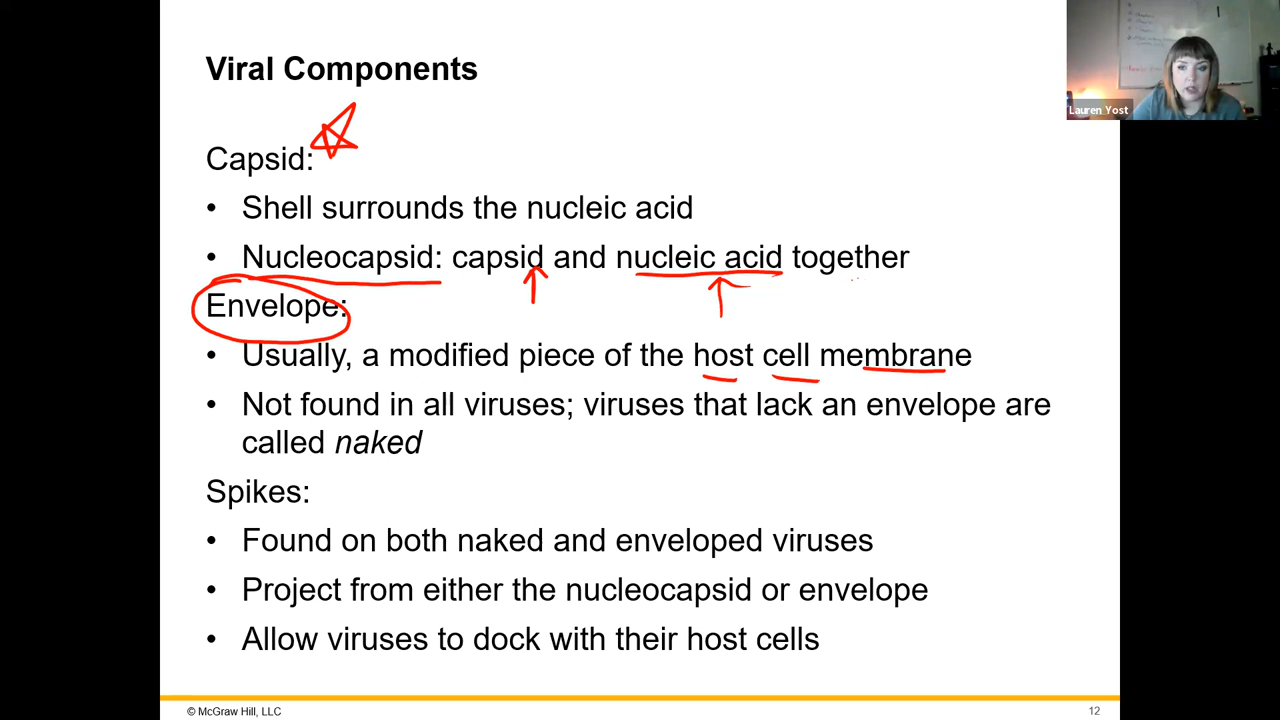 Viral Components
Lauren Yost
Capsid:
• Shell surrounds the nucleic acid
• Nucleocapsid: capsid and nucleic acid together
Envelope:
• Usually, a modified piece of the host cell membrane
• Not found in all viruses; viruses that lack an envelope are
called naked
Spikes:
• Found on both naked and enveloped viruses
• Project from either the nucleocapsid or envelope
• Allow viruses to dock with their host cells
© McGraw Hill, LLC
12